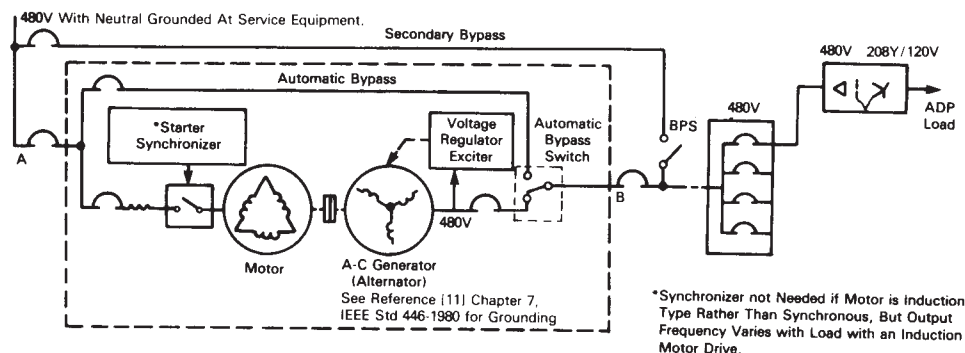 480V With Neutral Grounded At Service Equipment.
Secondary Bypass
480V 208Y/120V
Automatic Bypass
480V
ADP
Load
*Starter
Synchronizer
Voltage
Regulator
Exciter
Automatic
Bypass
Switch
BPS
A
B
480V
Motor
A-C Generator
(Alternator)
See Reference [11] Chapter 7,
IEEE Std 446-1980 for Grounding
*Synchronizer not Needed if Motor is Induction
Type Rather Than Synchronous, But Output
Frequency Varies with Load with an Induction
Motor Drive.